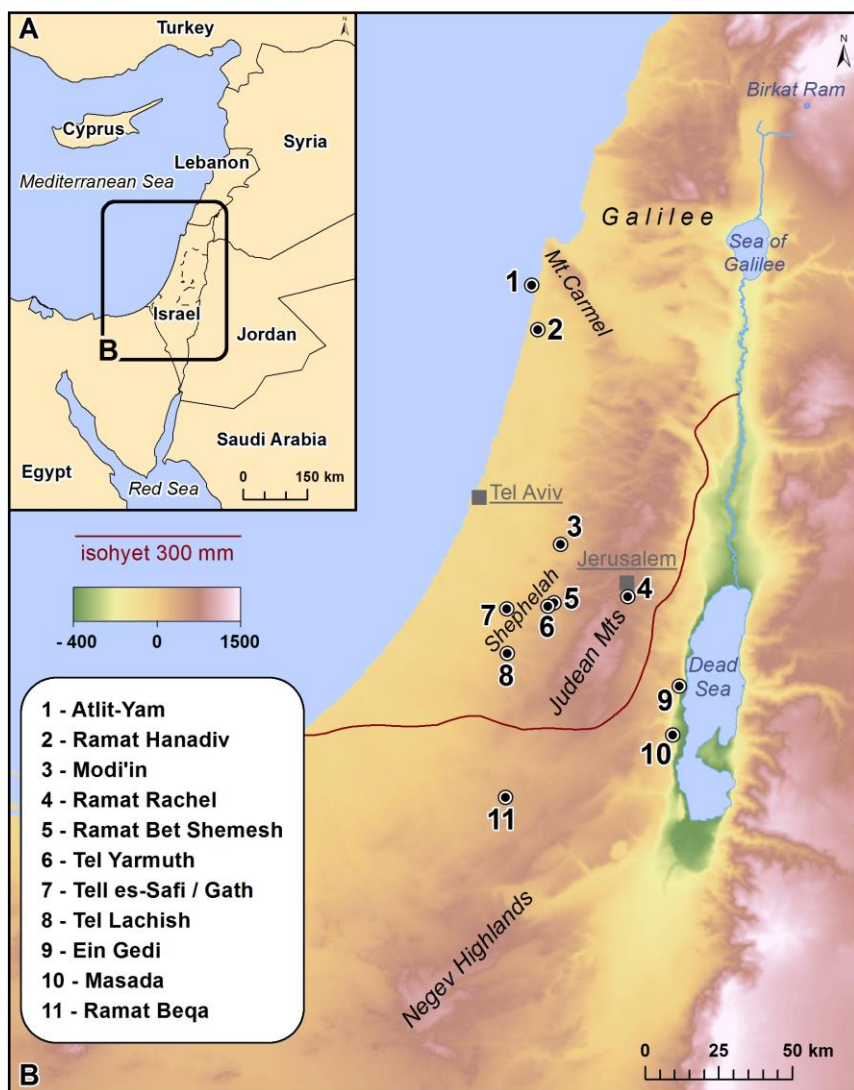 A
N
Turkey
Cyprus
Syria
Lebanon
Mediterranean Sea
Israel
Jordan
B
Saudi Arabia
Egypt
0 150 km
Red Sea
N
Birkat Ram
Galilee
Sea of
Galilee
Mt.Carmel
1
2
Tel Aviv
3
Jerusalem
4
5
6
7
Shephelah
8
Judean Mts
Dead
Sea
9
10
11
Negev Highlands
isohyet 300 mm
- 400 0 1500
1 - Atlit-Yam
2 - Ramat Hanadiv
3 - Modi'in
4 - Ramat Rachel
5 - Ramat Bet Shemesh
6 - Tel Yarmuth
7 - Tell es-Safi / Gath
8 - Tel Lachish
9 - Ein Gedi
10 - Masada
11 - Ramat Beqa
0 25 50 km
B